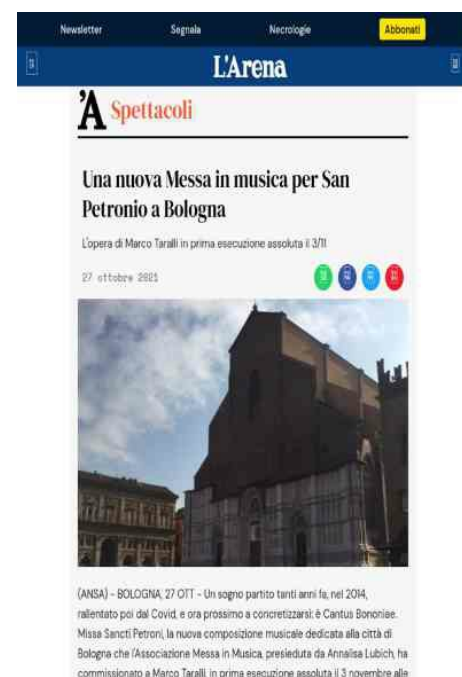 Newsletter Segnala Necrologie Abbonati
L'Arena
'A Spettacoli
Una nuova Messa in musica per San
Petronio a Bologna
L'opera di Marco Taralli in prima esecuzione assoluta il 3/11
27 ottobre 2021
(ANSA) - BOLOGNA, 27 OTT - Un sogno partito tanti anni fa, nel 2014,
rallentato poi dal Covid, e ora prossimo a concretizzarsi: è Cantus Bononiae.
Missa Sancti Petroni, la nuova composizione musicale dedicata alla città di
Bologna che l'Associazione Messa in Musica, presieduta da Annalisa Lubich, ha
commissionato a Marco Taralli, in prima esecuzione assoluta il 3 novembre alle